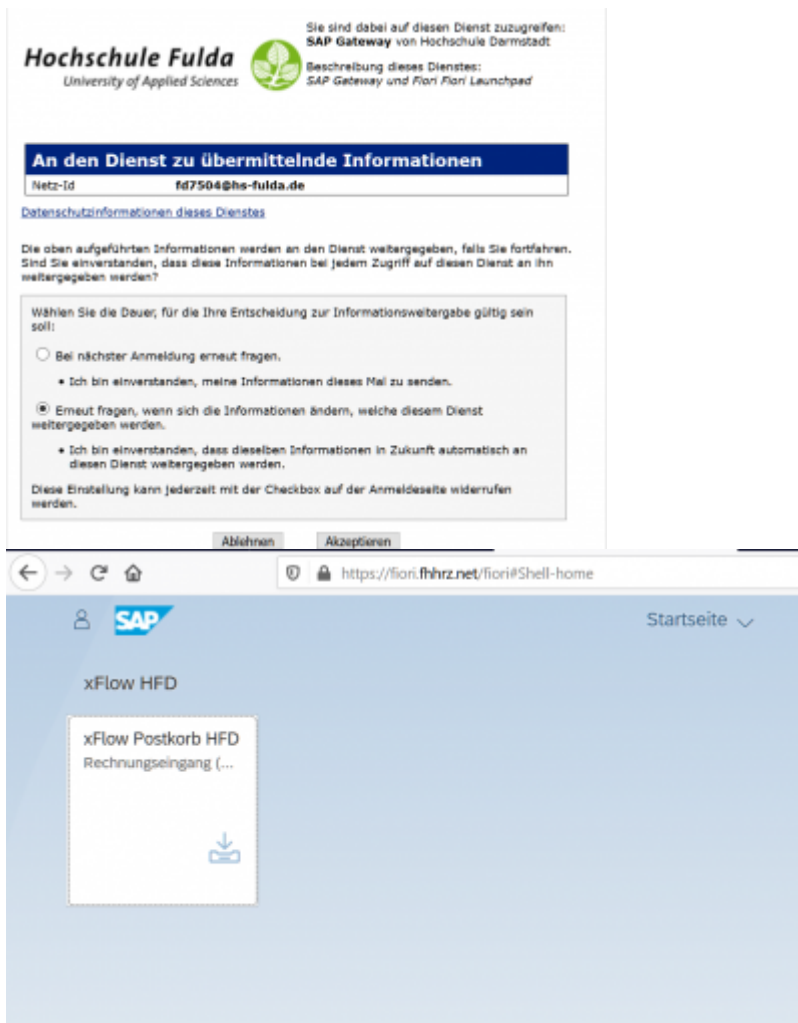 Sie sind dabei auf diesen Dienst zuzugreifen:
SAP Gateway von Hochschule Darmstadt
Hochschule Fulda
University of Applied Sciences
Beschreibung dieses Dienstes:
SAP Gateway und Fiori Fiori Launchpad
An den Dienst zu übermittelnde Informationen
Netz-Id fd7504@hs-fulda.de
Datenschutzinformationen dieses Dienstes
Die oben aufgeführten Informationen werden an den Dienst weitergegeben, falls Sie fortfahren.
Sind Sie einverstanden, dass diese Informationen bei jedem Zugriff auf diesen Dienst an ihn
weitergegeben werden?
Wählen Sie die Dauer, für die Ihre Entscheidung zur Informationsweitergabe gültig sein
soll:
Bei nächster Anmeldung erneut fragen.
• Ich bin einverstanden, meine Informationen dieses Mal zu senden.
Erneut fragen, wenn sich die Informationen ändern, welche diesem Dienst
weitergegeben werden.
• Ich bin einverstanden, dass dieselben Informationen in Zukunft automatisch an
diesen Dienst weitergegeben werden.
Diese Einstellung kann jederzeit mit der Checkbox auf der Anmeldeseite widerrufen
werden.
Ablehnen Akzeptieren
https://fiori.fhhrz.net/fiori#Shell-home
SAP Startseite
xFlow HFD
xFlow Postkorb HFD
Rechnungseingang (...